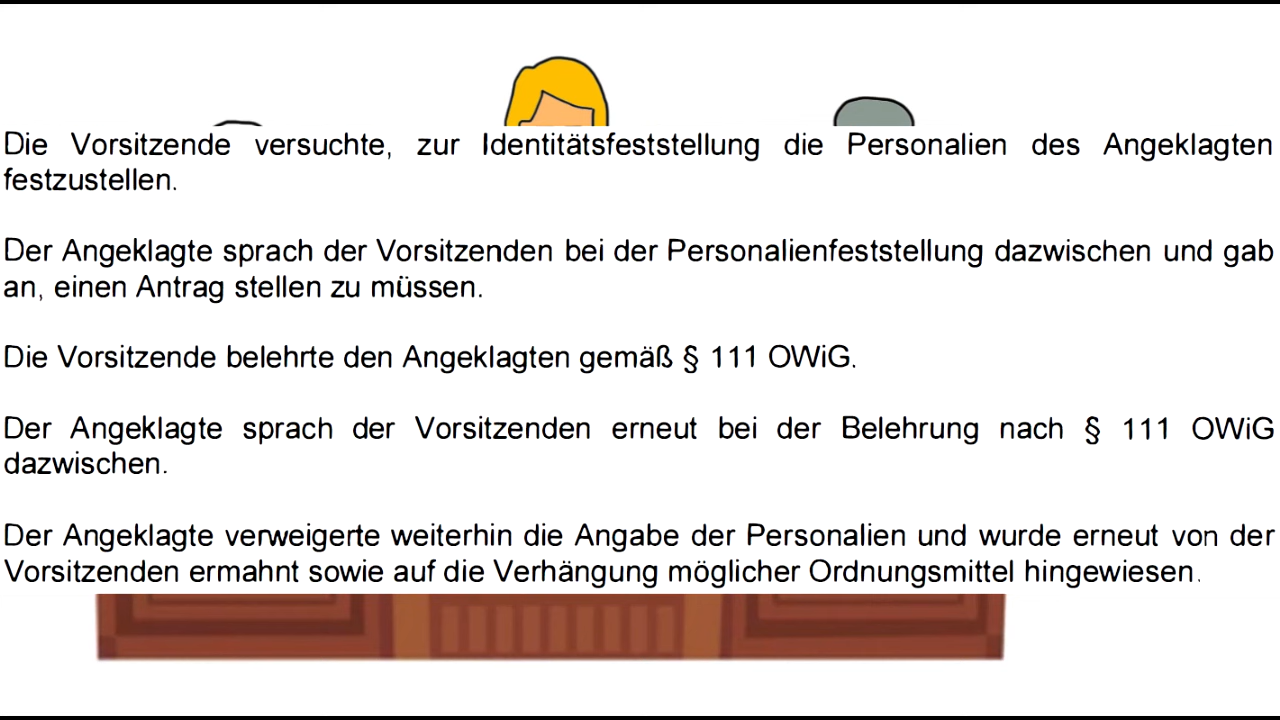 Die Vorsitzende versuchte, zur Identitätsfeststellung die Personalien des Angeklagten
festzustellen.
Der Angeklagte sprach der Vorsitzenden bei der Personalienfeststellung dazwischen und gab
an, einen Antrag stellen zu müssen.
Die Vorsitzende belehrte den Angeklagten gemäß § 111 OWiG.
Der Angeklagte sprach der Vorsitzenden erneut bei der Belehrung nach § 111 OWiG
dazwischen.
Der Angeklagte verweigerte weiterhin die Angabe der Personalien und wurde erneut von der
Vorsitzenden ermahnt sowie auf die Verhängung möglicher Ordnungsmittel hingewiesen.